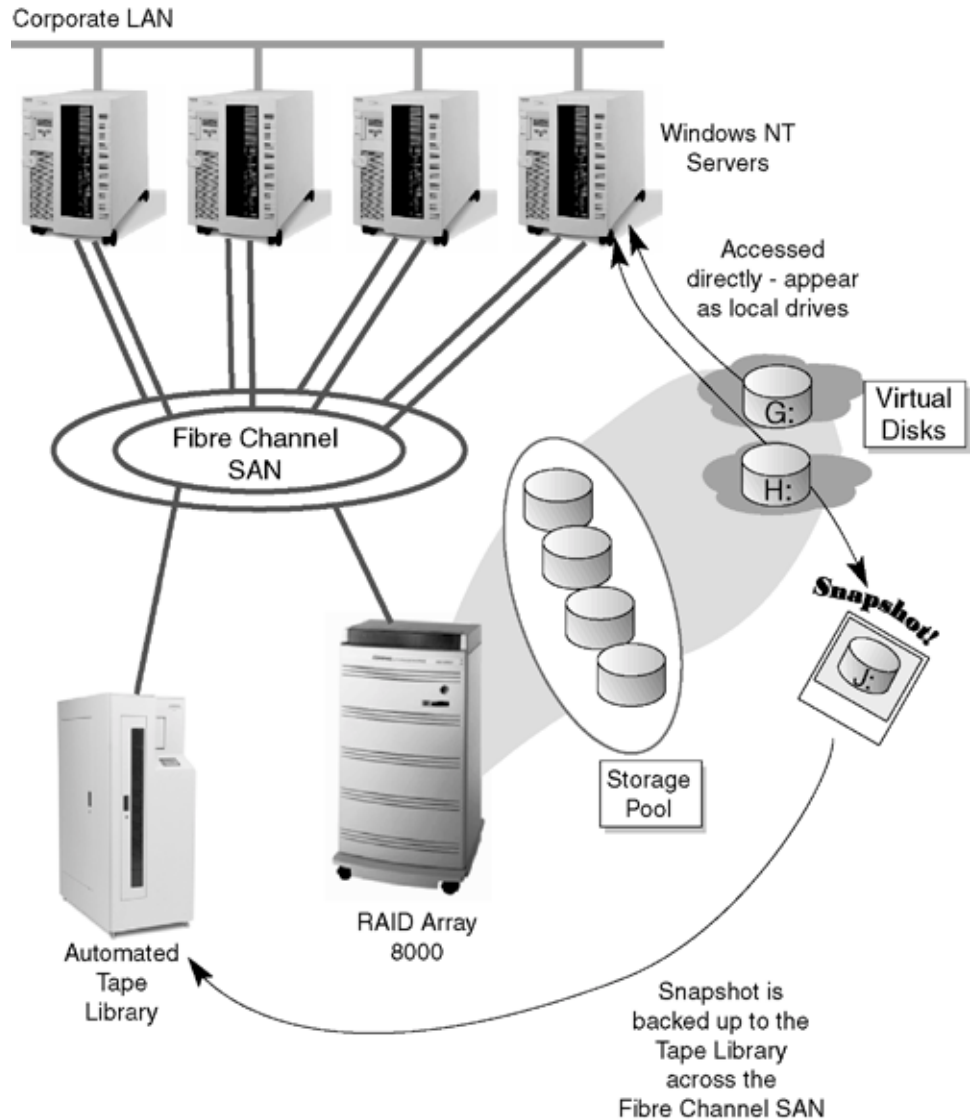 Corporate LAN
Windows NT
Servers
Accessed
directly - appear
as local drives
G:
Virtual
Disks
H:
Fibre Channel
SAN
Snapshot!
J:
Storage
Pool
RAID Array
8000
Automated
Tape
Library
Snapshot is
backed up to the
Tape Library
across the
Fibre Channel SAN